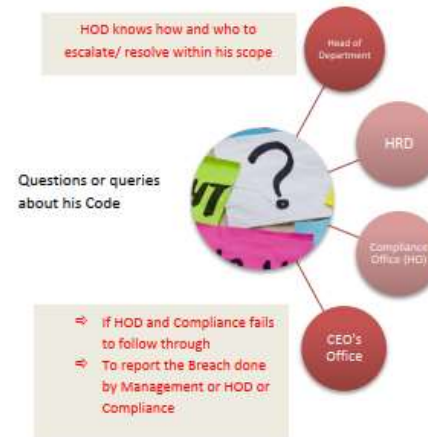 HOD knows how and who to
escalate/ resolve within his scope
Head of
Department
HRD
Questions or queries
about his Code
?
Compliance
Office (HO)
⇒ If HOD and Compliance fails
to follow through
⇒ To report the Breach done
by Management or HOD or
Compliance
CEO's
Office